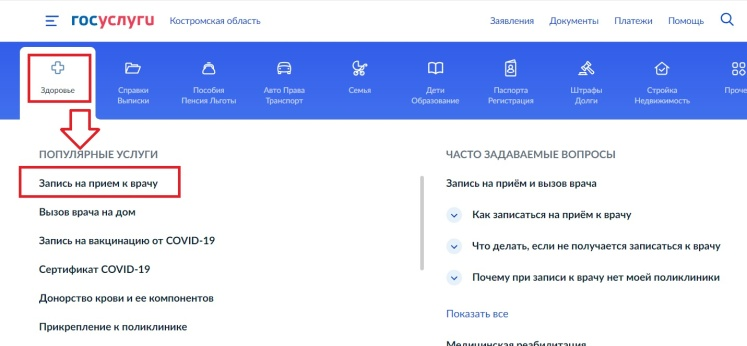 госуслуги Костромская область Заявления Документы Платежи Помощь
Здоровье
Справки
Выписки
Пособия
Пенсия Льготы
Авто Права
Транспорт
Семья
Дети
Образование
Паспорта
Регистрация
Штрафы
Долги
Стройка
Недвижимость
Проче
ПОПУЛЯРНЫЕ УСЛУГИ
Запись на прием к врачу
Вызов врача на дом
Запись на вакцинацию от COVID-19
Сертификат COVID-19
Донорство крови и ее компонентов
Прикрепление к поликлинике
ЧАСТО ЗАДАВАЕМЫЕ ВОПРОСЫ
Запись на приём и вызов врача
Как записаться на приём к врачу
Что делать, если не получается записаться к врачу
Почему при записи к врачу нет моей поликлиники
Показать все
Медицинская реабилитация